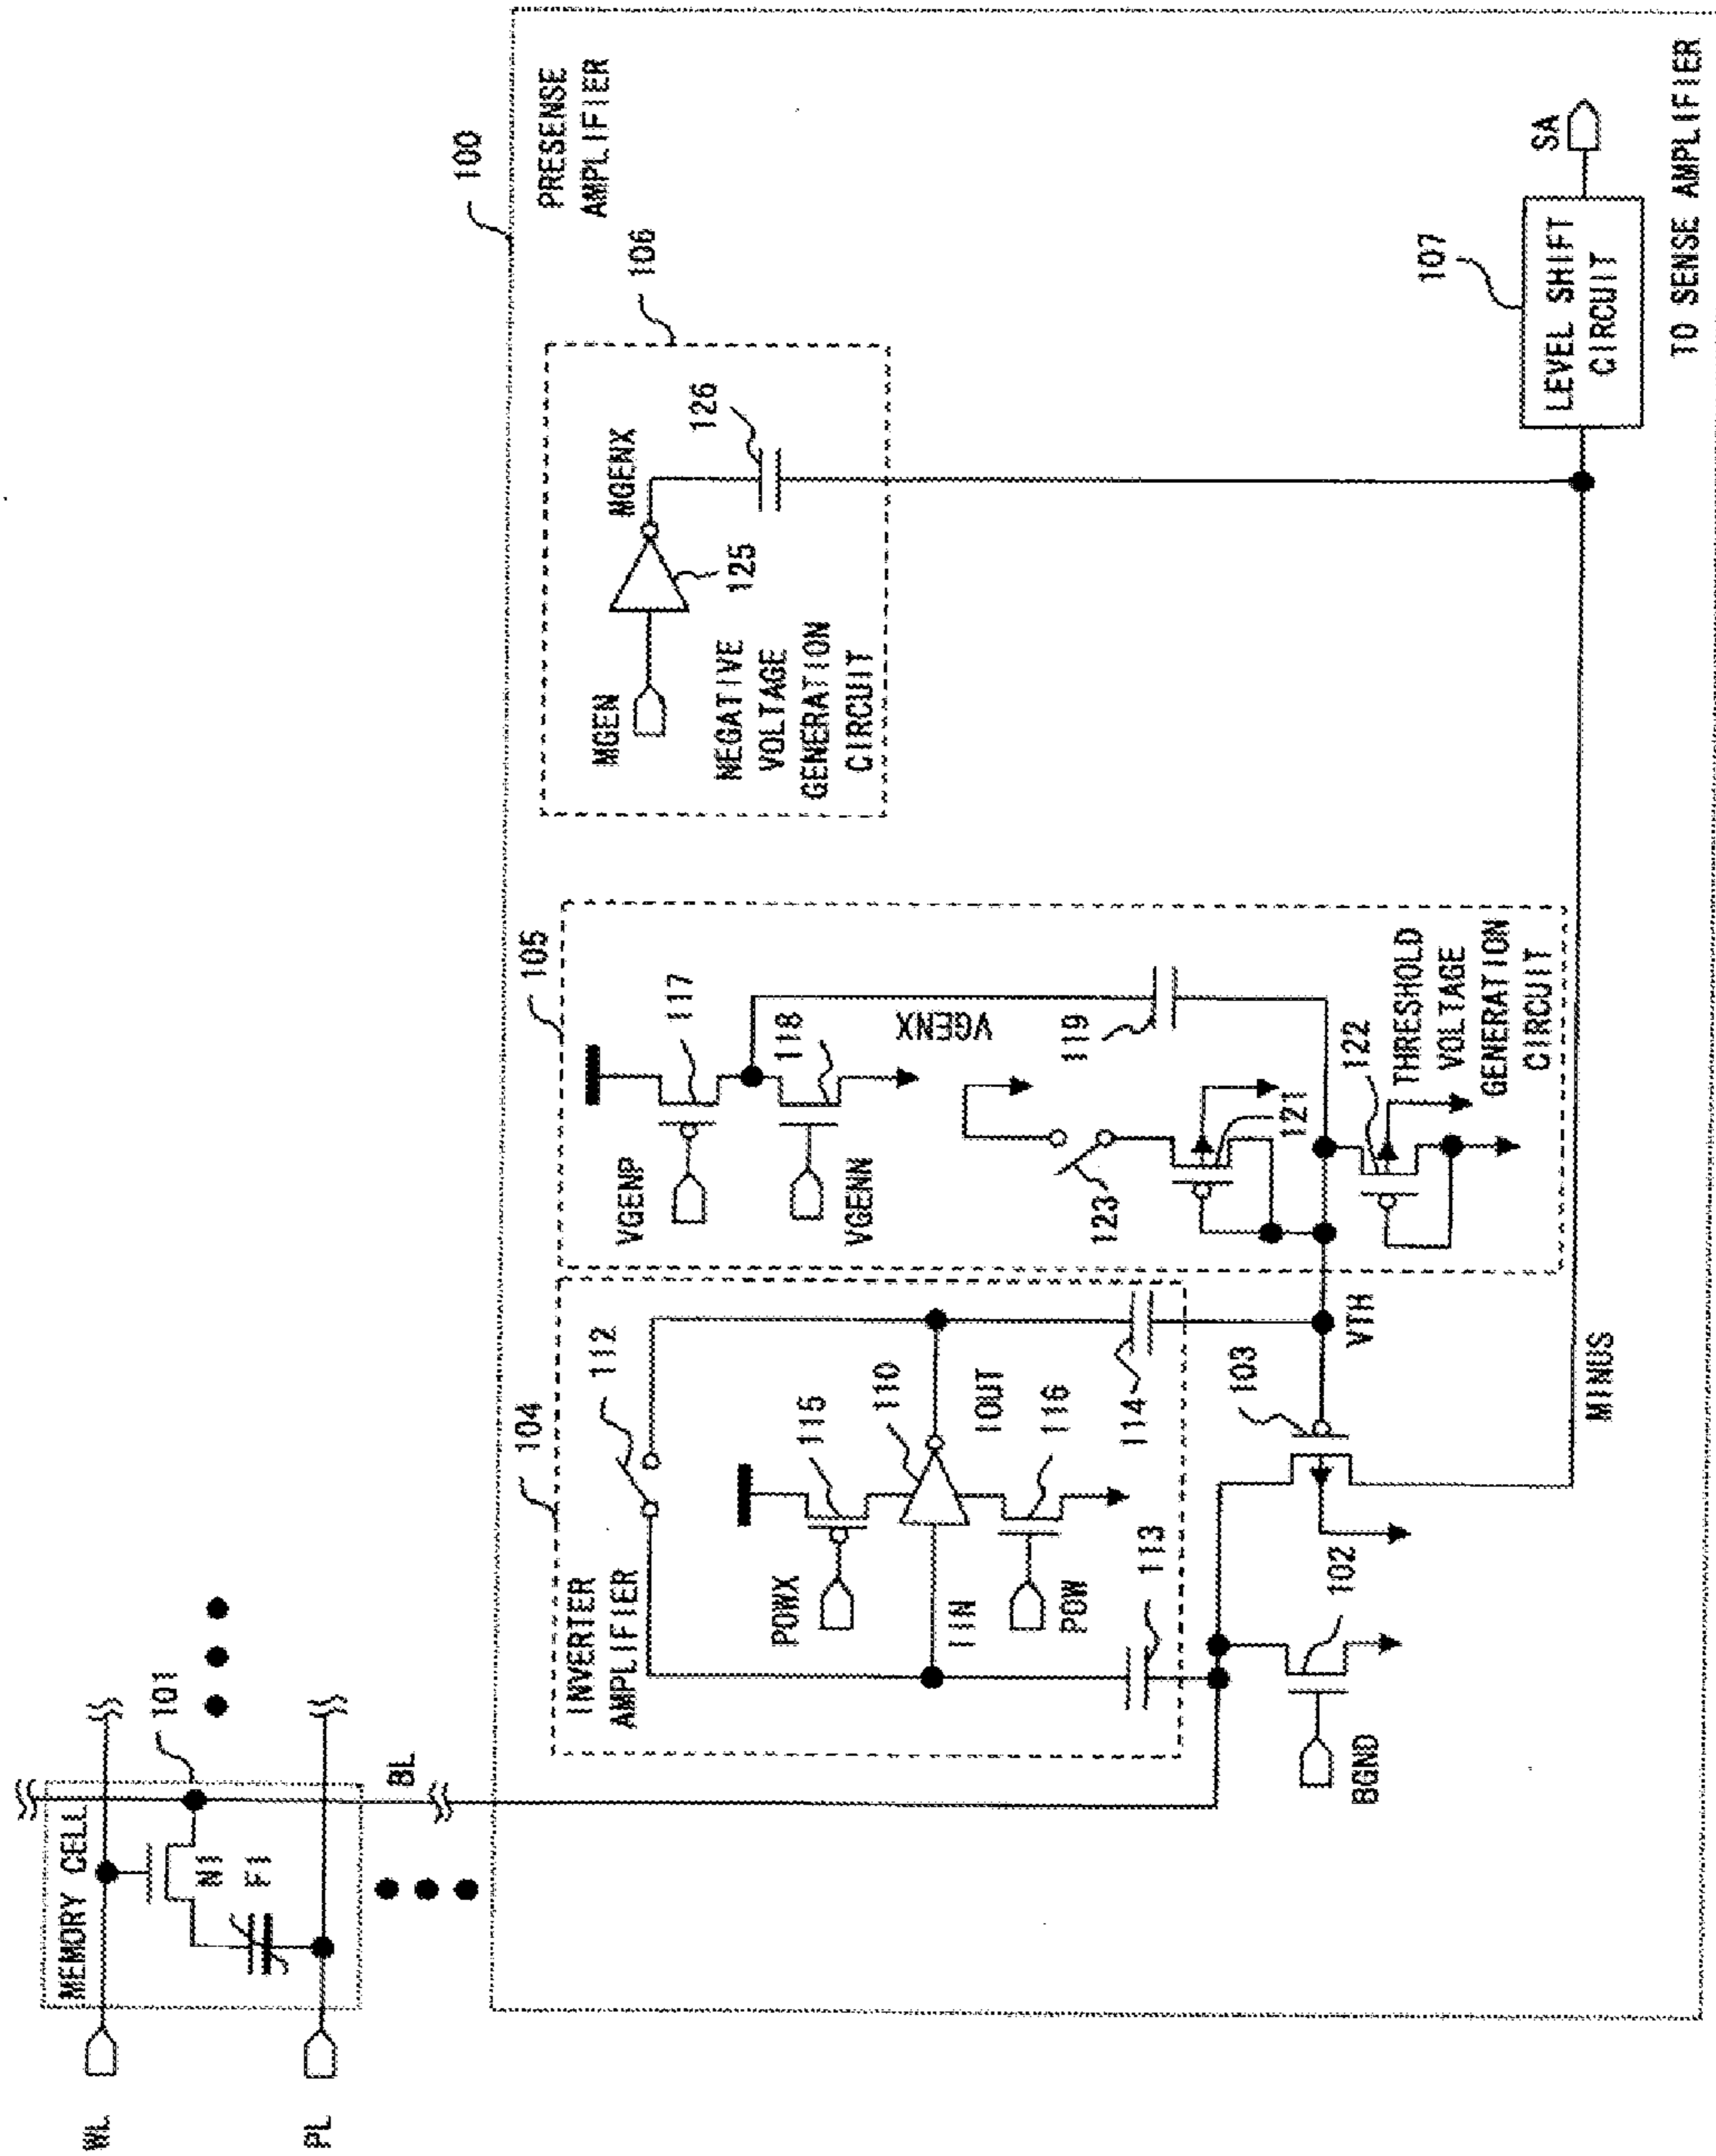 WL
PL
MEMORY CELL
N1
F1
101
BL
100
PRESENSE
AMPLIFIER
104
INVERTER
AMPLIFIER
112
POWX
115
110
IIN
IOUT
POW
116
113
114
105
VGENP
117
118
VGENN
VGENX
119
123
121
122
THRESHOLD
VOLTAGE
GENERATION
CIRCUIT
106
MGEN
MGENX
125
126
NEGATIVE
VOLTAGE
GENERATION
CIRCUIT
BGND
102
103
VTH
MINUS
107
LEVEL SHIFT
CIRCUIT
SA
TO SENSE AMPLIFIER